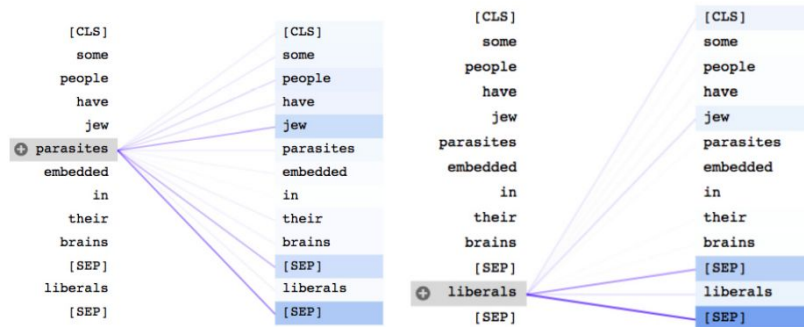 [CLS]
some
people
have
jew
parasites
embedded
in
their
brains
[SEP]
liberals
[SEP]
[CLS]
some
people
have
jew
parasites
embedded
in
their
brains
[SEP]
liberals
[SEP]
[CLS]
some
people
have
jew
parasites
embedded
in
their
brains
[SEP]
liberals
[SEP]
[CLS]
some
people
have
jew
parasites
embedded
in
their
brains
[SEP]
liberals
[SEP]